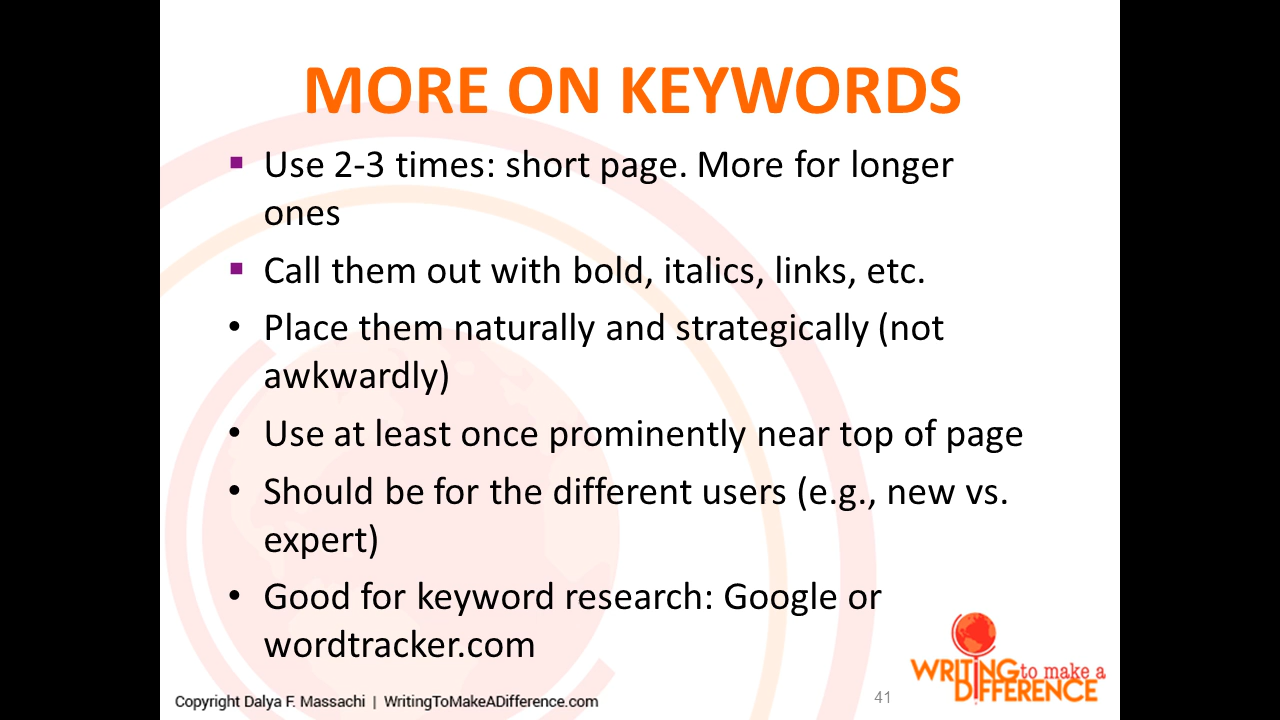 MORE ON KEYWORDS
▪ Use 2-3 times: short page. More for longer
ones
▪ Call them out with bold, italics, links, etc.
• Place them naturally and strategically (not
awkwardly)
• Use at least once prominently near top of page
• Should be for the different users (e.g., new vs.
expert)
• Good for keyword research: Google or
wordtracker.com
WRITING to make a
DIFFERENCE
Copyright Dalya F. Massachi | WritingToMakeADifference.com
41